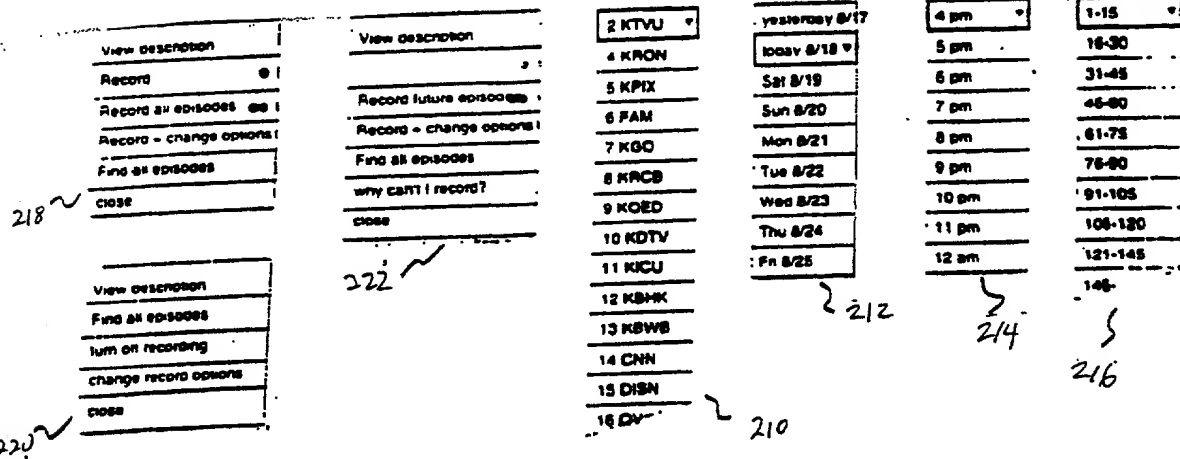 View description
Record
Record all episodes
Record - change options
Find all episodes
close
218
View description
Find all episodes
turn off recording
change record options
close
220
View description
Record future episodes
Record - change options
Find all episodes
why can't I record?
close
222
2 KTVU
4 KRON
5 KPIX
6 FAM
7 KGO
8 KRCB
9 KQED
10 KDTV
11 KICU
12 KBHK
13 KBWB
14 CNN
15 DISN
16
210
yesterday 8/17
today 8/18
Sat 8/19
Sun 8/20
Mon 8/21
Tue 8/22
Wed 8/23
Thu 8/24
Fri 8/25
212
4 pm
5 pm
6 pm
7 pm
8 pm
9 pm
10 pm
11 pm
12 am
214
1-15
16-30
31-45
46-60
61-75
76-90
91-105
106-120
121-145
146-
216